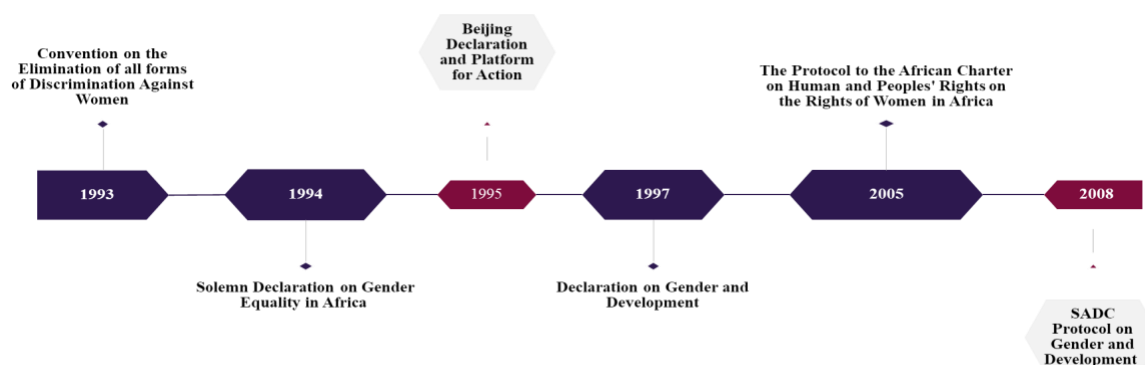 Convention on the
Elimination of all forms
of Discrimination Against
Women
Beijing
Declaration
and Platform
for Action
The Protocol to the African Charter
on Human and Peoples' Rights on
the Rights of Women in Africa
1993
1994
1995
1997
2005
2008
Solemn Declaration on Gender
Equality in Africa
Declaration on Gender and
Development
SADC
Protocol on
Gender and
Development